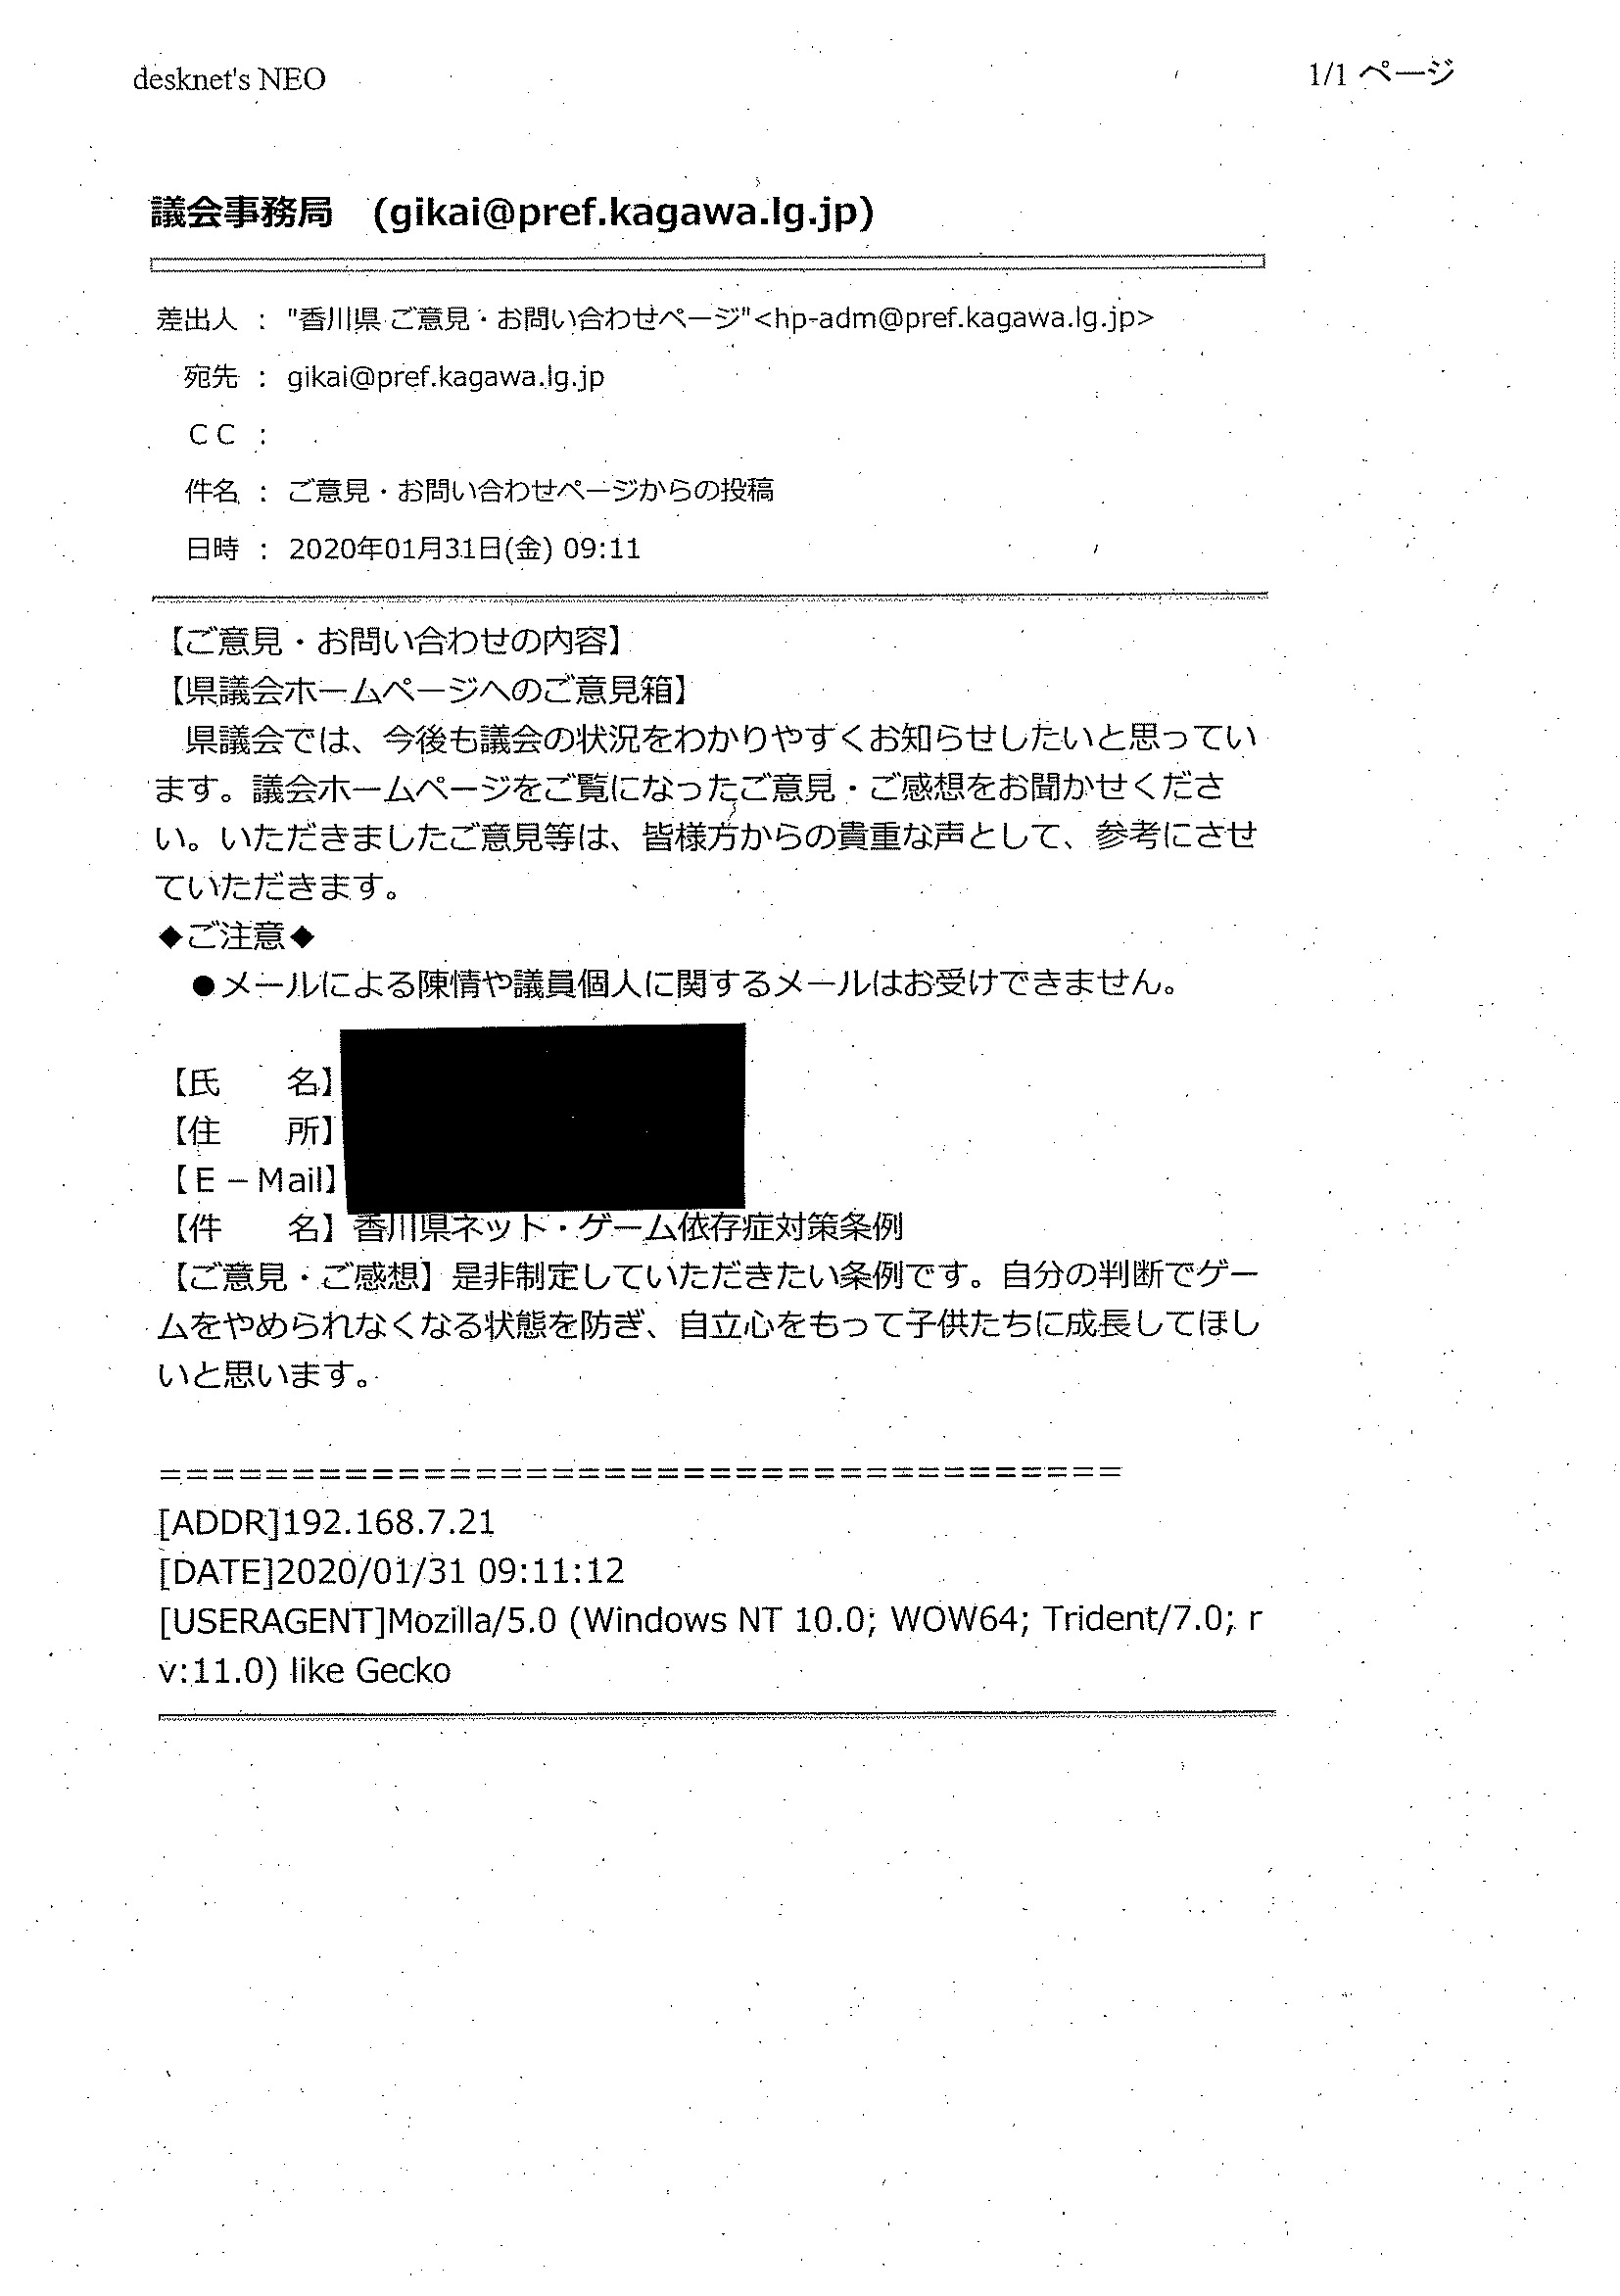 desknet's NEO
1/1 ページ
議会事務局　(gikai@pref.kagawa.lg.jp)
差出人 ： "香川県 ご意見・お問い合わせページ"<hp-adm@pref.kagawa.lg.jp>
宛先 ： gikai@pref.kagawa.lg.jp
ＣＣ ：
件名 ： ご意見・お問い合わせページからの投稿
日時 ： 2020年01月31日(金) 09:11
【ご意見・お問い合わせの内容】
【県議会ホームページへのご意見箱】
　県議会では、今後も議会の状況をわかりやすくお知らせしたいと思ってい
ます。議会ホームページをご覧になったご意見・ご感想をお聞かせくださ
い。いただきましたご意見等は、皆様方からの貴重な声として、参考にさせ
ていただきます。
◆ご注意◆
　●メールによる陳情や議員個人に関するメールはお受けできません。
【氏　　名】
【住　　所】
【Ｅ－Mail】
【件　　名】香川県ネット・ゲーム依存症対策条例
【ご意見・ご感想】是非制定していただきたい条例です。自分の判断でゲー
ムをやめられなくなる状態を防ぎ、自立心をもって子供たちに成長してほし
いと思います。
=====================================
[ADDR]192.168.7.21
[DATE]2020/01/31 09:11:12
[USERAGENT]Mozilla/5.0 (Windows NT 10.0; WOW64; Trident/7.0; r
v:11.0) like Gecko